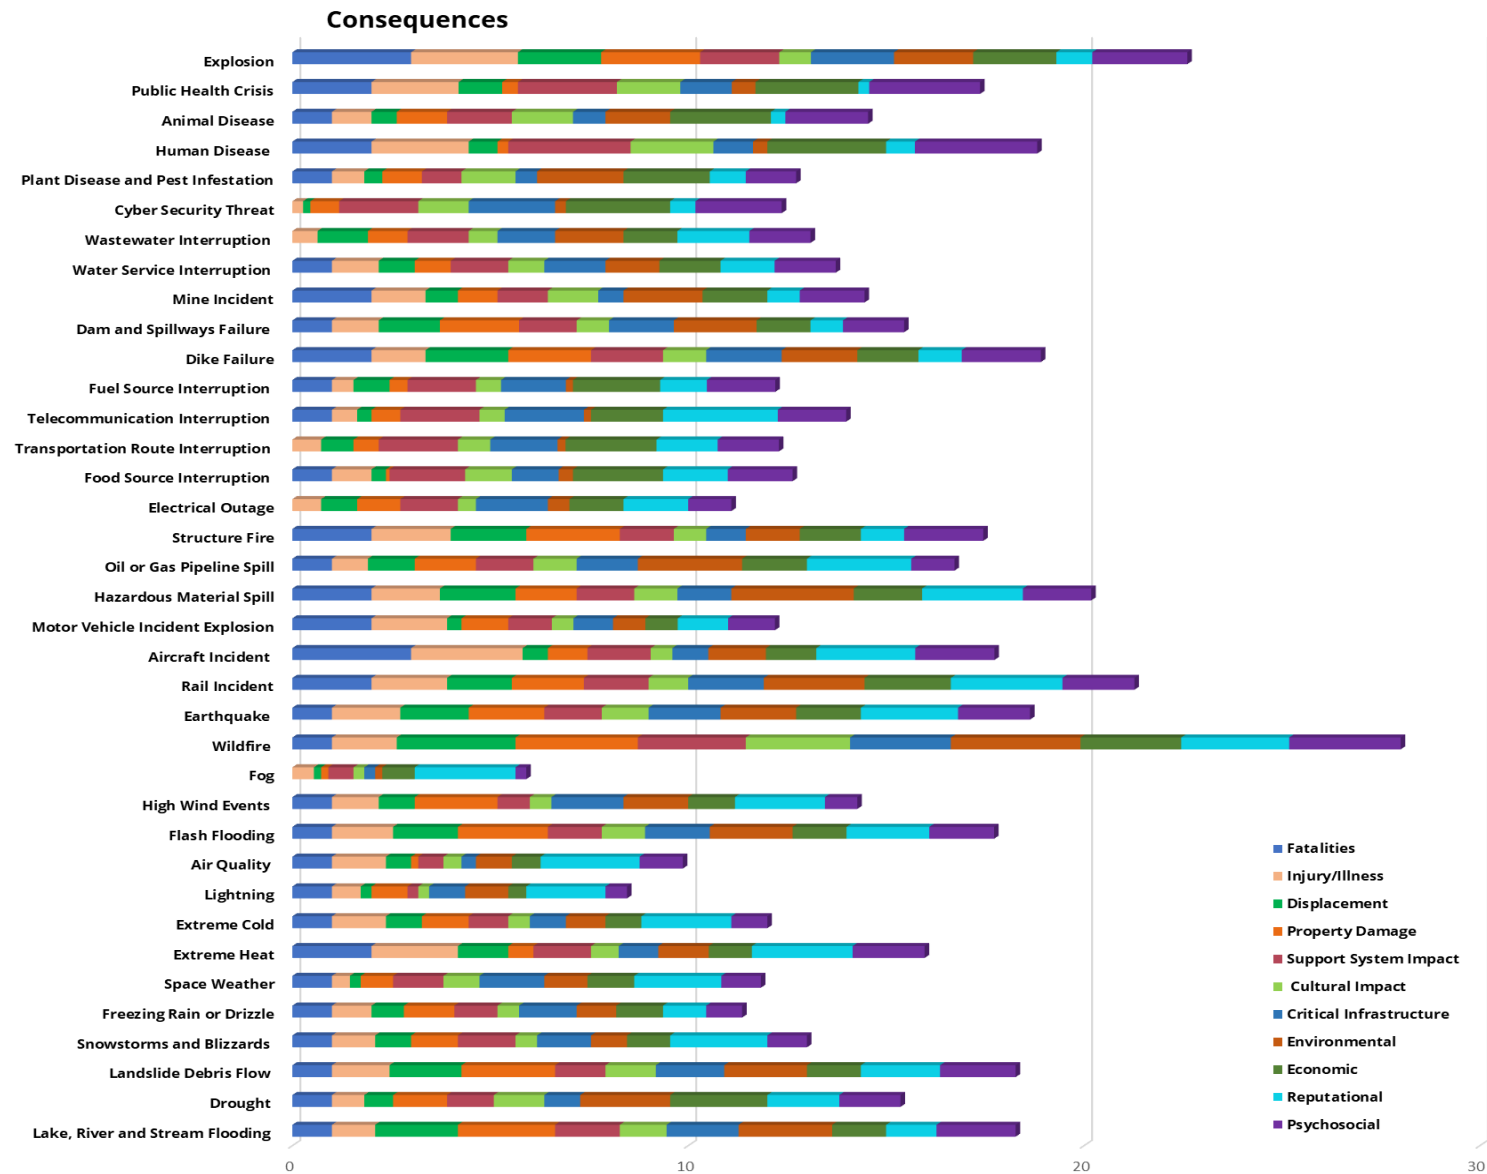 Consequences
Explosion
Public Health Crisis
Animal Disease
Human Disease
Plant Disease and Pest Infestation
Cyber Security Threat
Wastewater Interruption
Water Service Interruption
Mine Incident
Dam and Spillways Failure
Dike Failure
Fuel Source Interruption
Telecommunication Interruption
Transportation Route Interruption
Food Source Interruption
Electrical Outage
Structure Fire
Oil or Gas Pipeline Spill
Hazardous Material Spill
Motor Vehicle Incident Explosion
Aircraft Incident
Rail Incident
Earthquake
Wildfire
Fog
High Wind Events
Flash Flooding
Air Quality
Lightning
Extreme Cold
Extreme Heat
Space Weather
Freezing Rain or Drizzle
Snowstorms and Blizzards
Landslide Debris Flow
Drought
Lake, River and Stream Flooding
0 10 20 30
Fatalities
Injury/Illness
Displacement
Property Damage
Support System Impact
Cultural Impact
Critical Infrastructure
Environmental
Economic
Reputational
Psychosocial